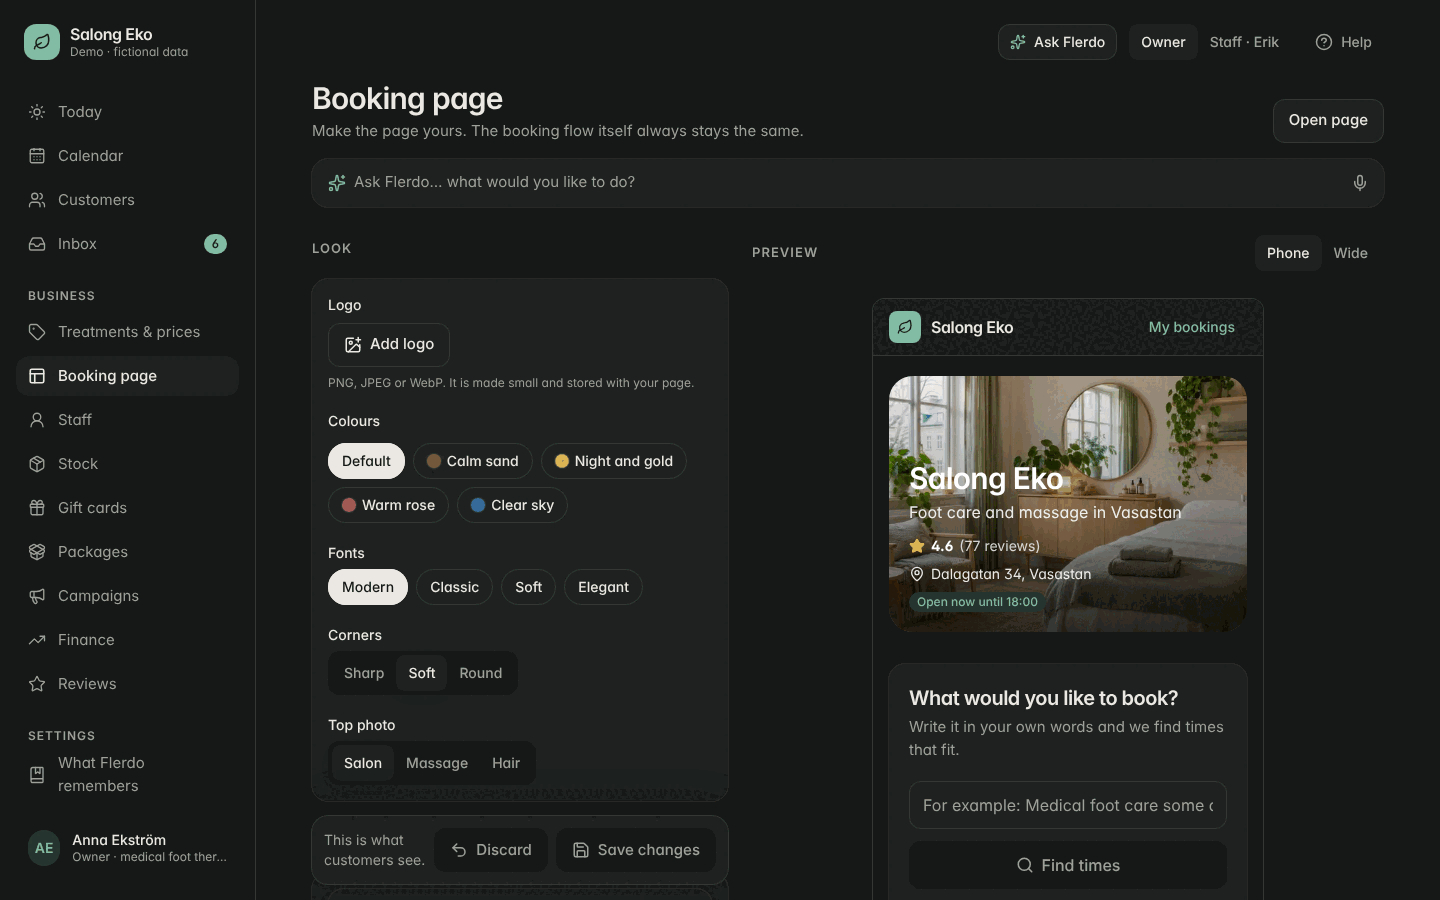 Salong Eko
Demo · fictional data
Today
Calendar
Customers
Inbox
6
BUSINESS
Treatments & prices
Booking page
Staff
Stock
Gift cards
Packages
Campaigns
Finance
Reviews
SETTINGS
What Flerdo
remembers
AE
Anna Ekström
Owner · medical foot ther...
Ask Flerdo
Owner
Staff · Erik
Help
Booking page
Make the page yours. The booking flow itself always stays the same.
Open page
Ask Flerdo... what would you like to do?
LOOK
Logo
Add logo
PNG, JPEG or WebP. It is made small and stored with your page.
Colours
Default
Calm sand
Night and gold
Warm rose
Clear sky
Fonts
Modern
Classic
Soft
Elegant
Corners
Sharp
Soft
Round
Top photo
Salon
Massage
Hair
This is what
customers see.
Discard
Save changes
PREVIEW
Phone
Wide
Salong Eko
My bookings
Salong Eko
Foot care and massage in Vasastan
4.6 (77 reviews)
Dalagatan 34, Vasastan
Open now until 18:00
What would you like to book?
Write it in your own words and we find times
that fit.
For example: Medical foot care some
Find times